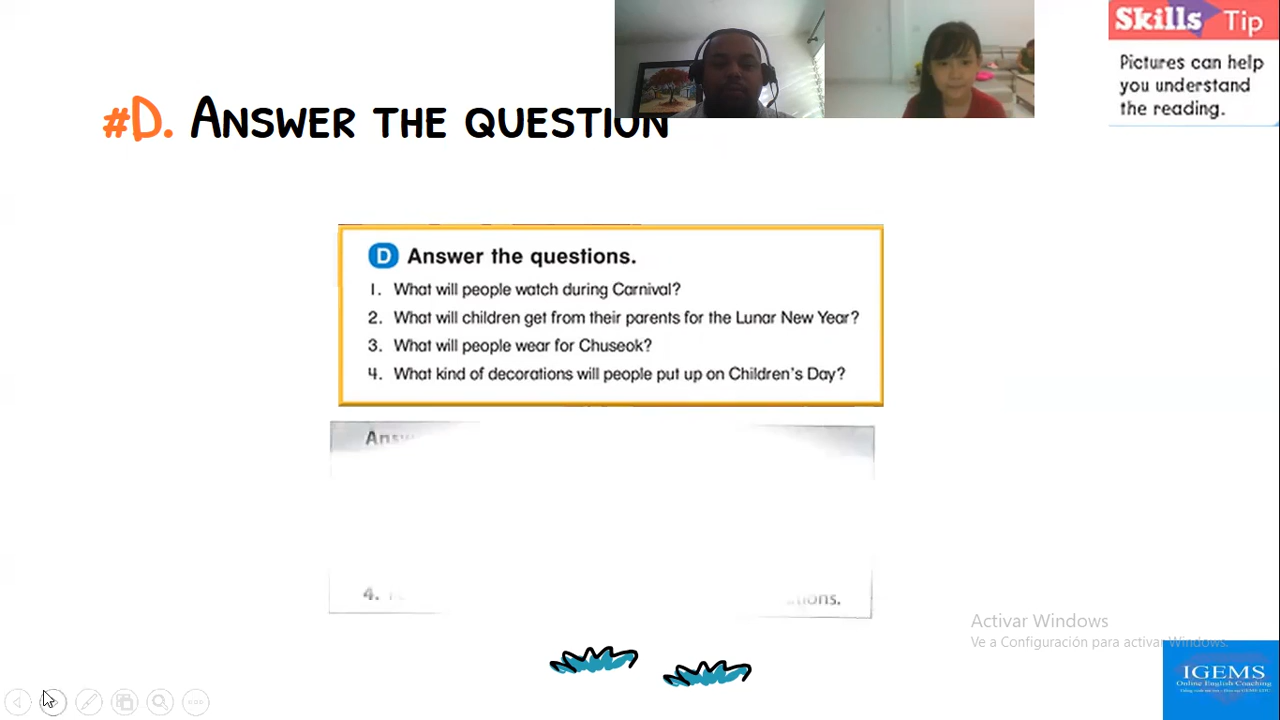 Skills Tip
Pictures can help
you understand
the reading.
#D. ANSWER THE QUESTION
D Answer the questions.
1. What will people watch during Carnival?
2. What will children get from their parents for the Lunar New Year?
3. What will people wear for Chuseok?
4. What kind of decorations will people put up on Children's Day?
4.
Activar Windows
Ve a Configuración para activar Windows.
IGEMS
Online English Coaching